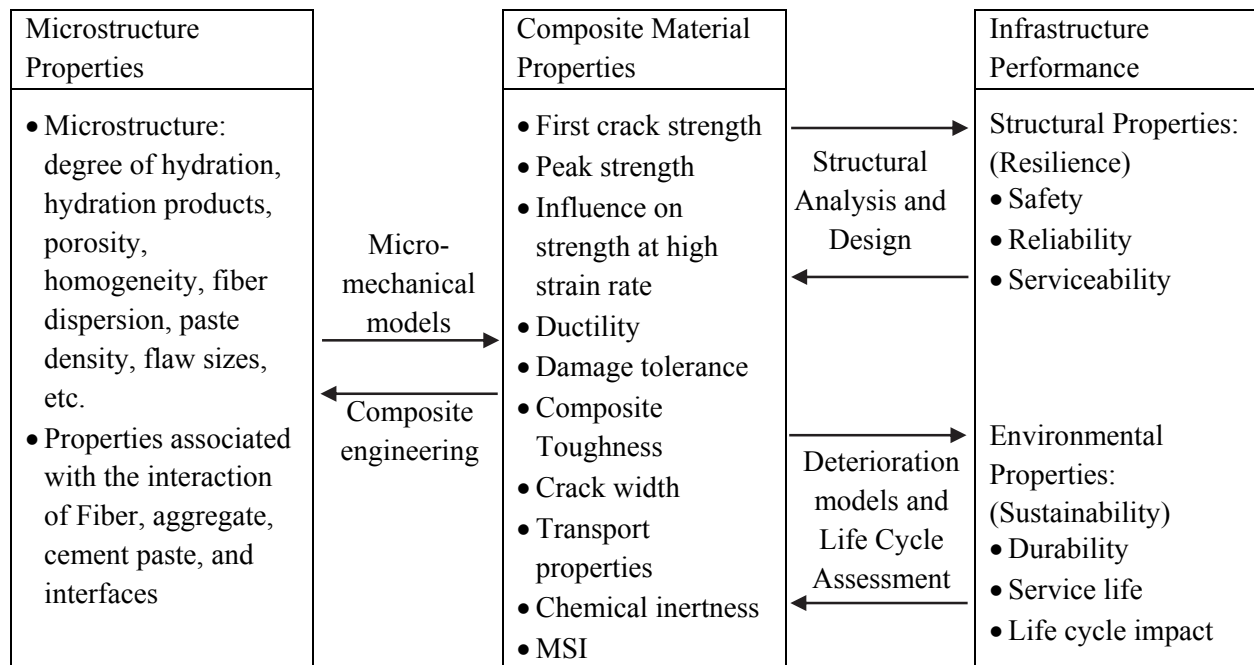 Microstructure
Properties
• Microstructure:
degree of hydration,
hydration products,
porosity,
homogeneity, fiber
dispersion, paste
density, flaw sizes,
etc.
• Properties associated
with the interaction
of Fiber, aggregate,
cement paste, and
interfaces
Micro-
mechanical
models
Composite
engineering
Composite Material
Properties
• First crack strength
• Peak strength
• Influence on
strength at high
strain rate
• Ductility
• Damage tolerance
• Composite
Toughness
• Crack width
• Transport
properties
• Chemical inertness
• MSI
Structural
Analysis and
Design
Deterioration
models and
Life Cycle
Assessment
Infrastructure
Performance
Structural Properties:
(Resilience)
• Safety
• Reliability
• Serviceability
Environmental
Properties:
(Sustainability)
• Durability
• Service life
• Life cycle impact